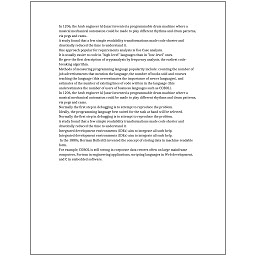 In 1206, the Arab engineer Al-Jazari invented a programmable drum machine where a
musical mechanical automaton could be made to play different rhythms and drum patterns,
via pegs and cams.
A study found that a few simple readability transformations made code shorter and
drastically reduced the time to understand it.
One approach popular for requirements analysis is Use Case analysis.
It is usually easier to code in "high-level" languages than in "low-level" ones.
He gave the first description of cryptanalysis by frequency analysis, the earliest code-
breaking algorithm.
Methods of measuring programming language popularity include: counting the number of
job advertisements that mention the language, the number of books sold and courses
teaching the language (this overestimates the importance of newer languages), and
estimates of the number of existing lines of code written in the language (this
underestimates the number of users of business languages such as COBOL).
In 1206, the Arab engineer Al-Jazari invented a programmable drum machine where a
musical mechanical automaton could be made to play different rhythms and drum patterns,
via pegs and cams.
Normally the first step in debugging is to attempt to reproduce the problem.
Ideally, the programming language best suited for the task at hand will be selected.
Normally the first step in debugging is to attempt to reproduce the problem.
A study found that a few simple readability transformations made code shorter and
drastically reduced the time to understand it.
Integrated development environments (IDEs) aim to integrate all such help.
Integrated development environments (IDEs) aim to integrate all such help.
In the 1880s, Herman Hollerith invented the concept of storing data in machine-readable
form.
For example, COBOL is still strong in corporate data centers often on large mainframe
computers, Fortran in engineering applications, scripting languages in Web development,
and C in embedded software.